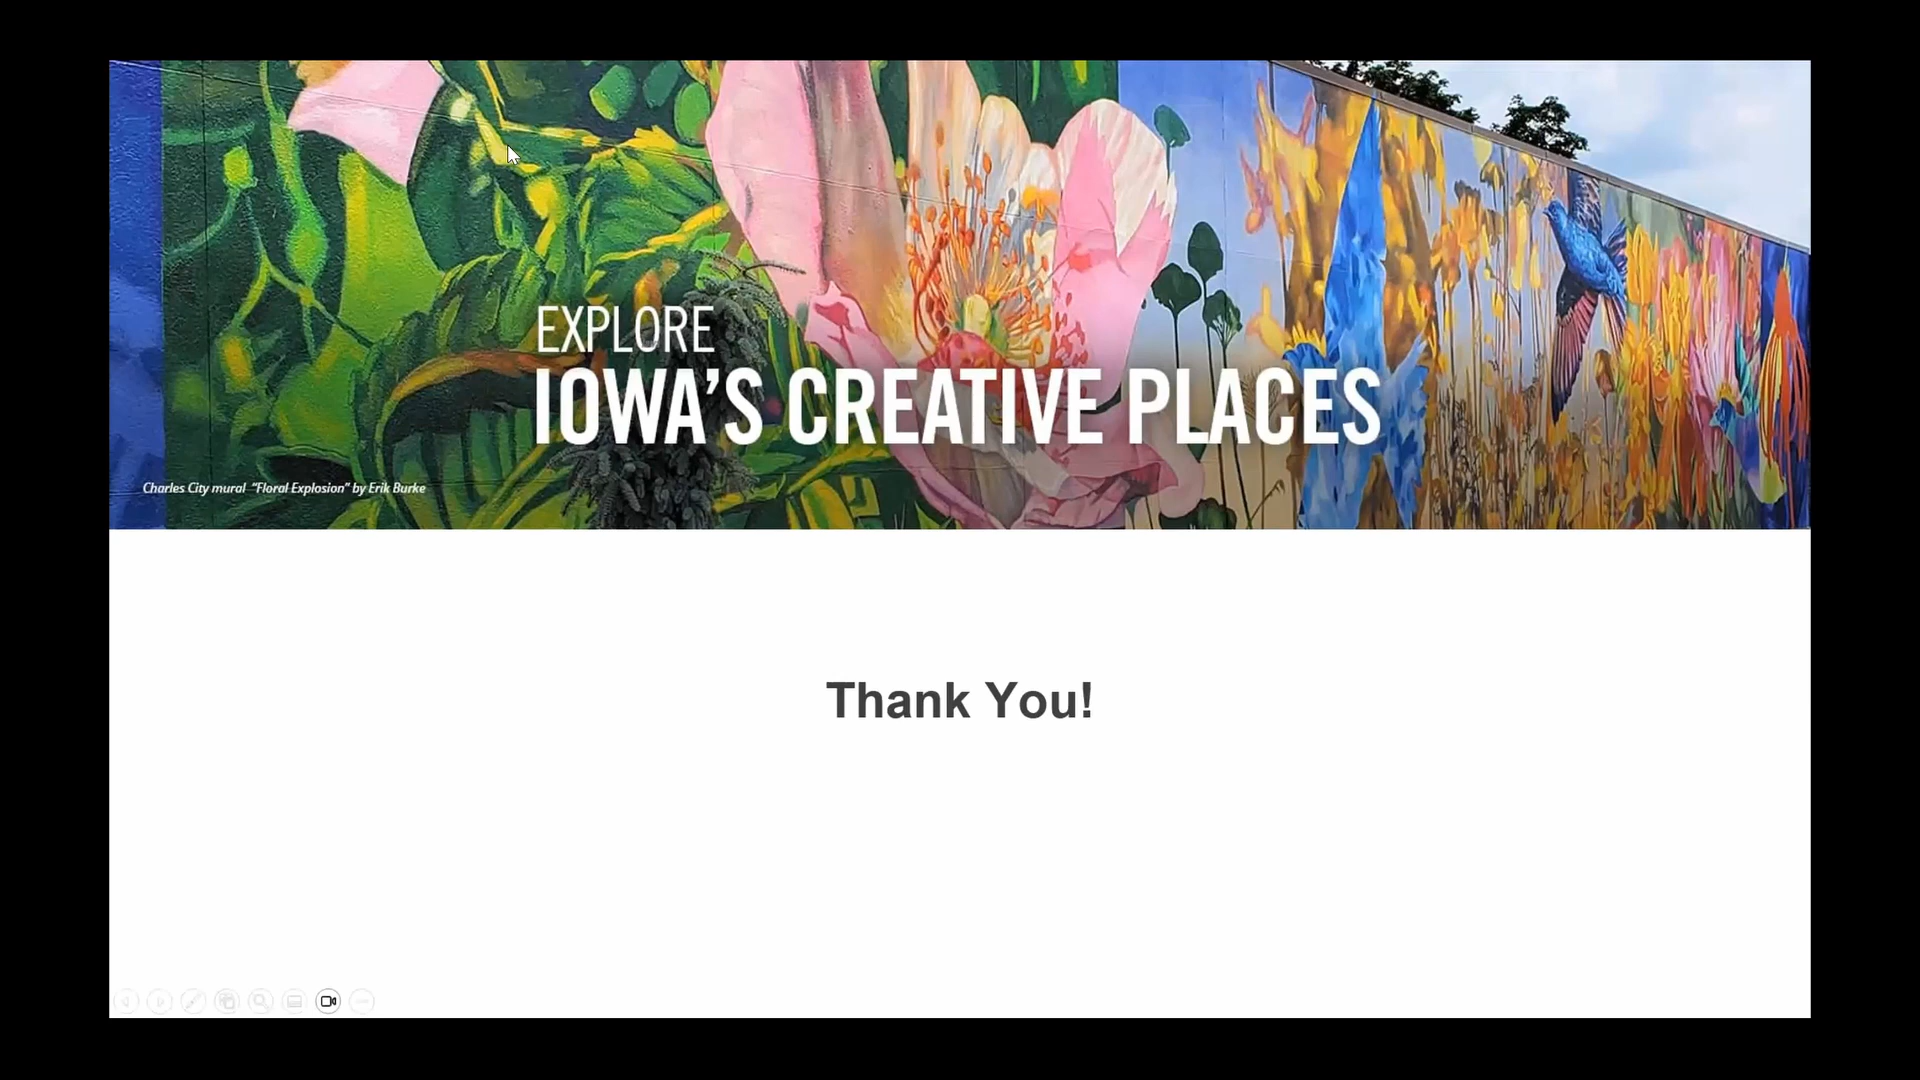 EXPLORE
IOWA’S CREATIVE PLACES
Charles City mural “Floral Explosion” by Erik Burke
Thank You!